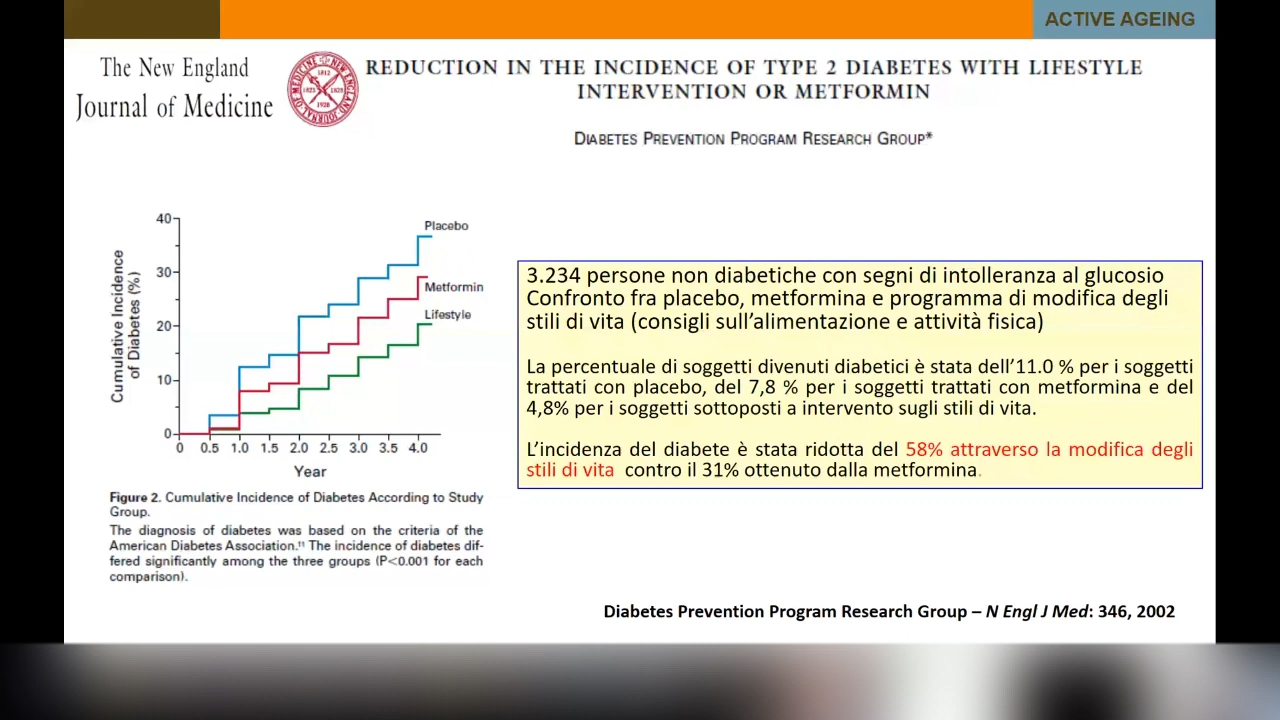 ACTIVE AGEING
The New England
Journal of Medicine
1812
1823
1828
1928
REDUCTION IN THE INCIDENCE OF TYPE 2 DIABETES WITH LIFESTYLE
INTERVENTION OR METFORMIN
DIABETES PREVENTION PROGRAM RESEARCH GROUP*
Cumulative Incidence
of Diabetes (%)
40
30
20
10
0
Placebo
Metformin
Lifestyle
0 0.5 1.0 1.5 2.0 2.5 3.0 3.5 4.0
Year
Figure 2. Cumulative Incidence of Diabetes According to Study
Group.
The diagnosis of diabetes was based on the criteria of the
American Diabetes Association.¹¹ The incidence of diabetes dif-
fered significantly among the three groups (P<0.001 for each
comparison).
3.234 persone non diabetiche con segni di intolleranza al glucosio
Confronto fra placebo, metformina e programma di modifica degli
stili di vita (consigli sull’alimentazione e attività fisica)
La percentuale di soggetti divenuti diabetici è stata dell’11.0 % per i soggetti
trattati con placebo, del 7,8 % per i soggetti trattati con metformina e del
4,8% per i soggetti sottoposti a intervento sugli stili di vita.
L’incidenza del diabete è stata ridotta del 58% attraverso la modifica degli
stili di vita contro il 31% ottenuto dalla metformina.
Diabetes Prevention Program Research Group – N Engl J Med: 346, 2002